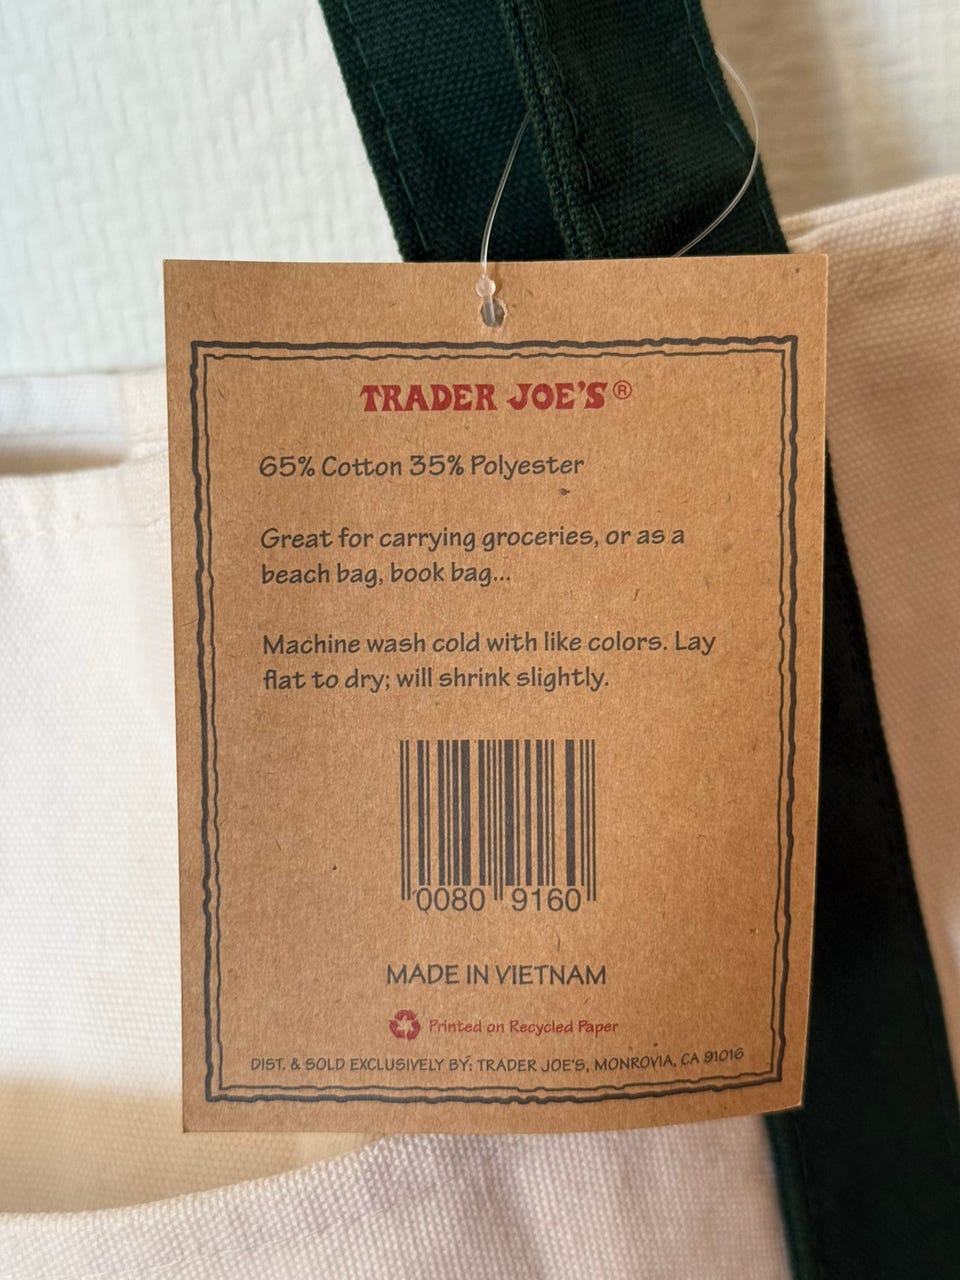 TRADER JOE'S®
65% Cotton 35% Polyester
Great for carrying groceries, or as a
beach bag, book bag...
Machine wash cold with like colors. Lay
flat to dry; will shrink slightly.
0080 9160
MADE IN VIETNAM
Printed on Recycled Paper
DIST. & SOLD EXCLUSIVELY BY: TRADER JOE'S, MONROVIA, CA 91016